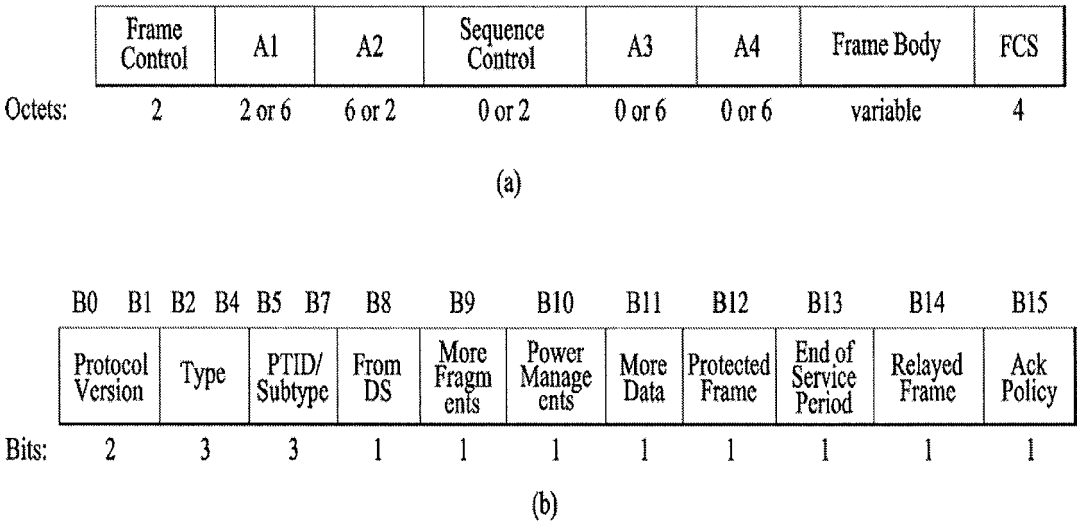 Frame Control A1 A2 Sequence Control A3 A4 Frame Body FCS
Octets: 2 2 or 6 6 or 2 0 or 2 0 or 6 0 or 6 variable 4
(a)
B0 B1 B2 B4 B5 B7 B8 B9 B10 B11 B12 B13 B14 B15
Protocol Version Type PTID/ Subtype From DS More Fragm ents Power Manage ents More Data Protected Frame End of Service Period Relayed Frame Ack Policy
Bits: 2 3 3 1 1 1 1 1 1 1 1
(b)